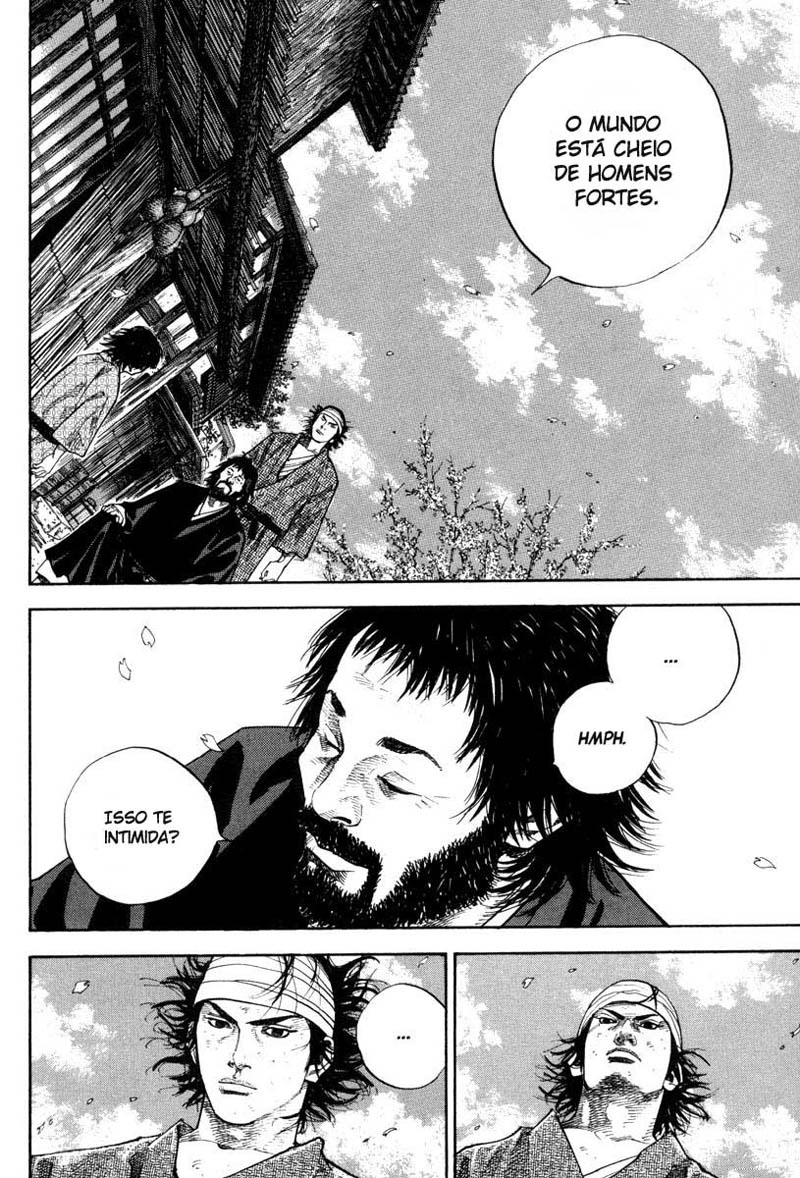 O MUNDO
ESTÁ CHEIO
DE HOMENS
FORTES.
...
HMPH.
ISSO TE
INTIMIDA?
...